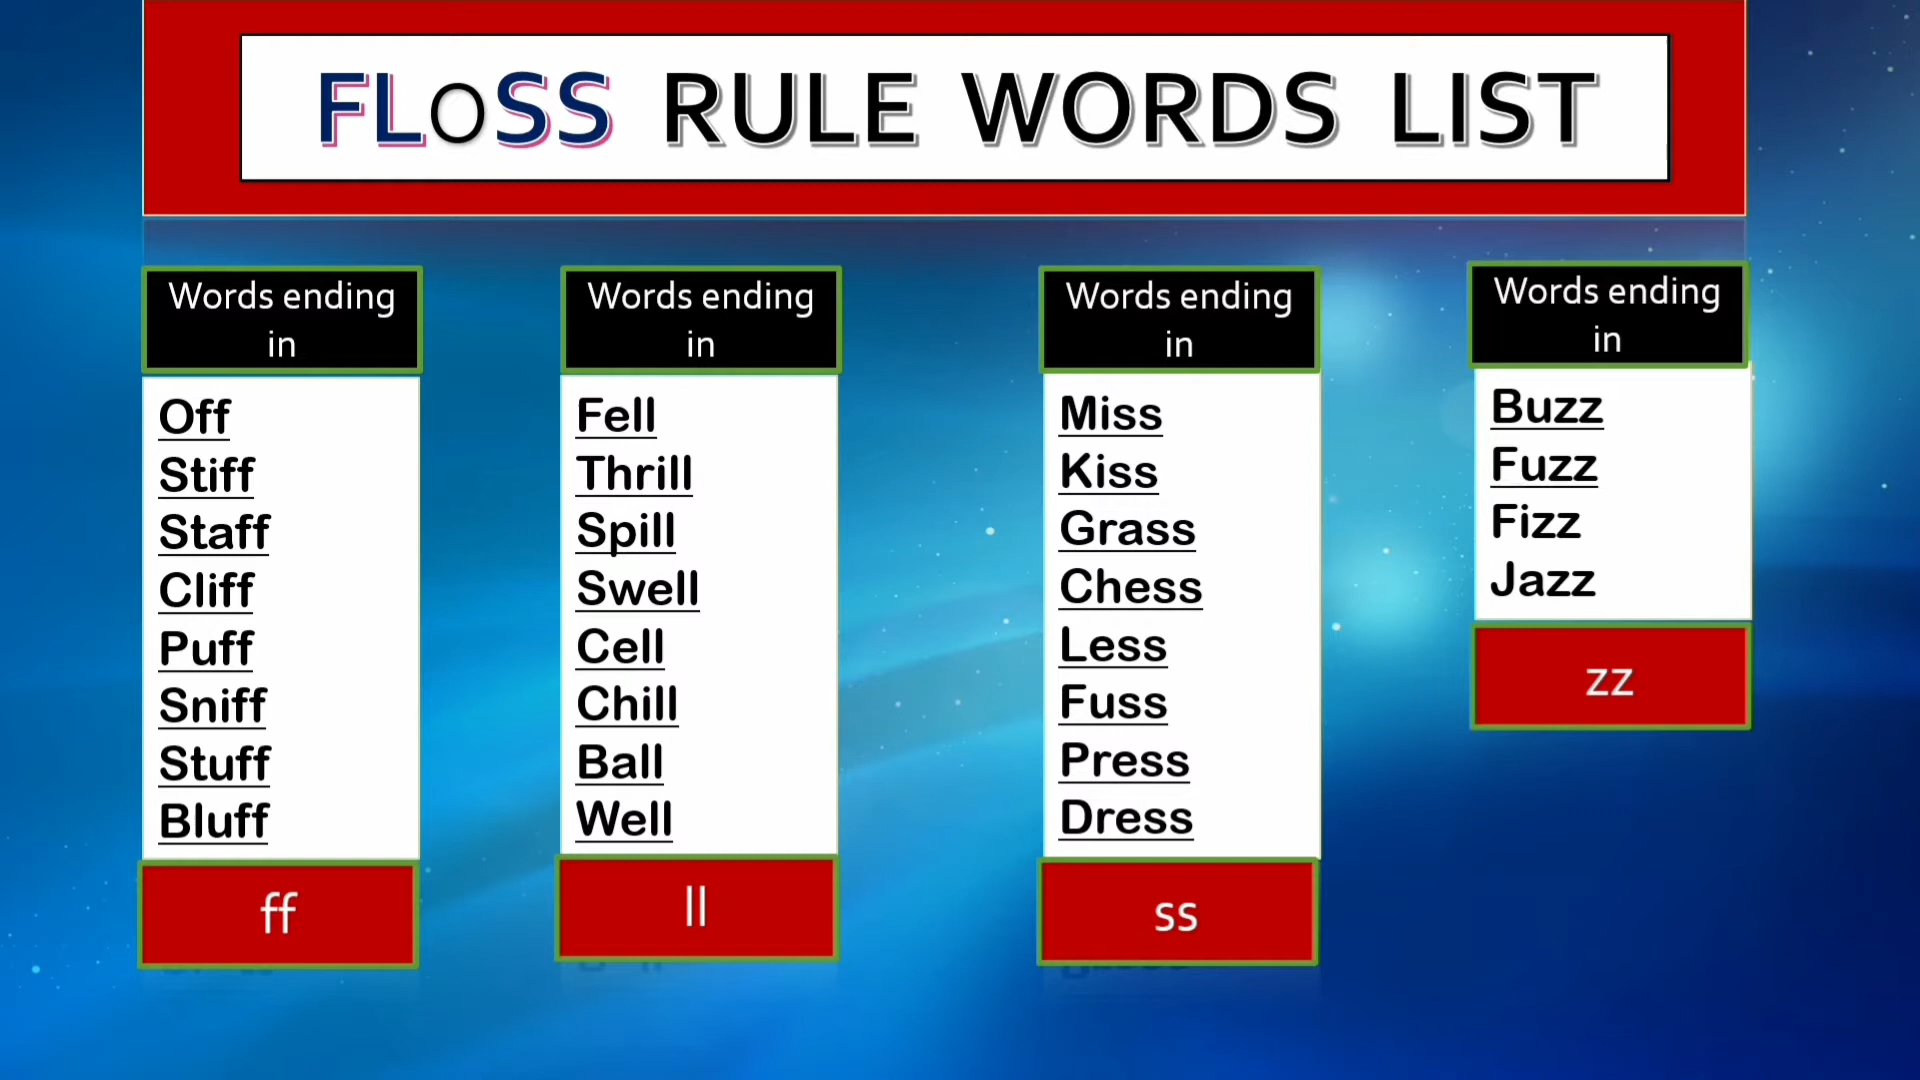 FLoSS RULE WORDS LIST
Words ending
in
Off
Stiff
Staff
Cliff
Puff
Sniff
Stuff
Bluff
ff
Words ending
in
Fell
Thrill
Spill
Swell
Cell
Chill
Ball
Well
ll
Words ending
in
Miss
Kiss
Grass
Chess
Less
Fuss
Press
Dress
ss
Words ending
in
Buzz
Fuzz
Fizz
Jazz
zz